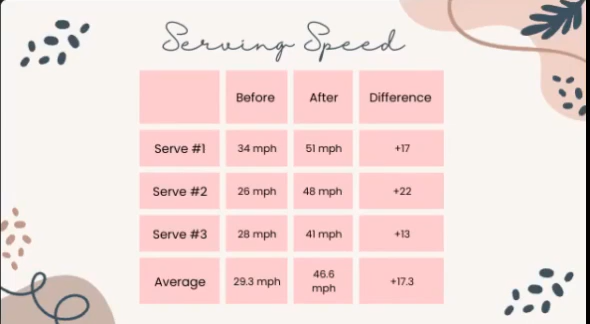 Serving Speed
Before After Difference
Serve #1 34 mph 51 mph +17
Serve #2 26 mph 48 mph +22
Serve #3 28 mph 41 mph +13
Average 29.3 mph 46.6 mph +17.3